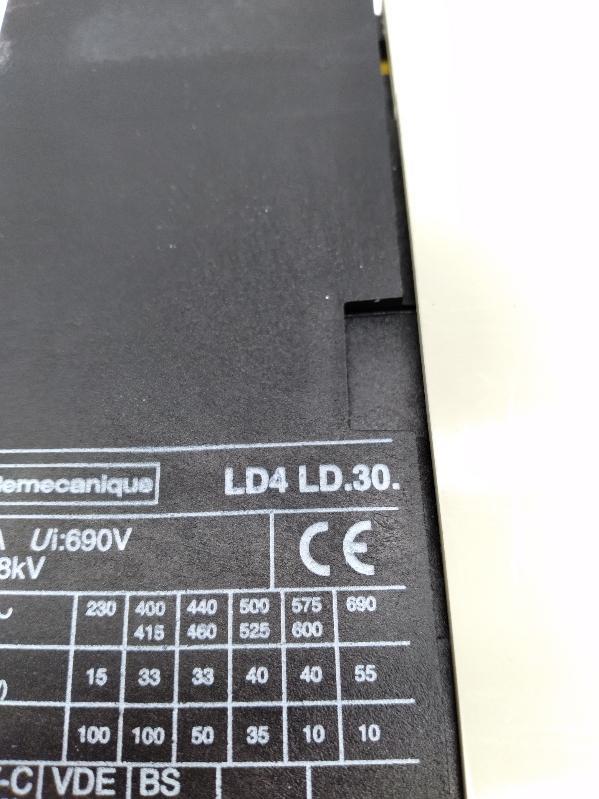 lemecanique LD4 LD.30.
Ui:690V CE
8kV
230 400 440 500 575 690
415 460 525 600
15 33 33 40 40 55
100 100 50 35 10 10
-C VDE BS